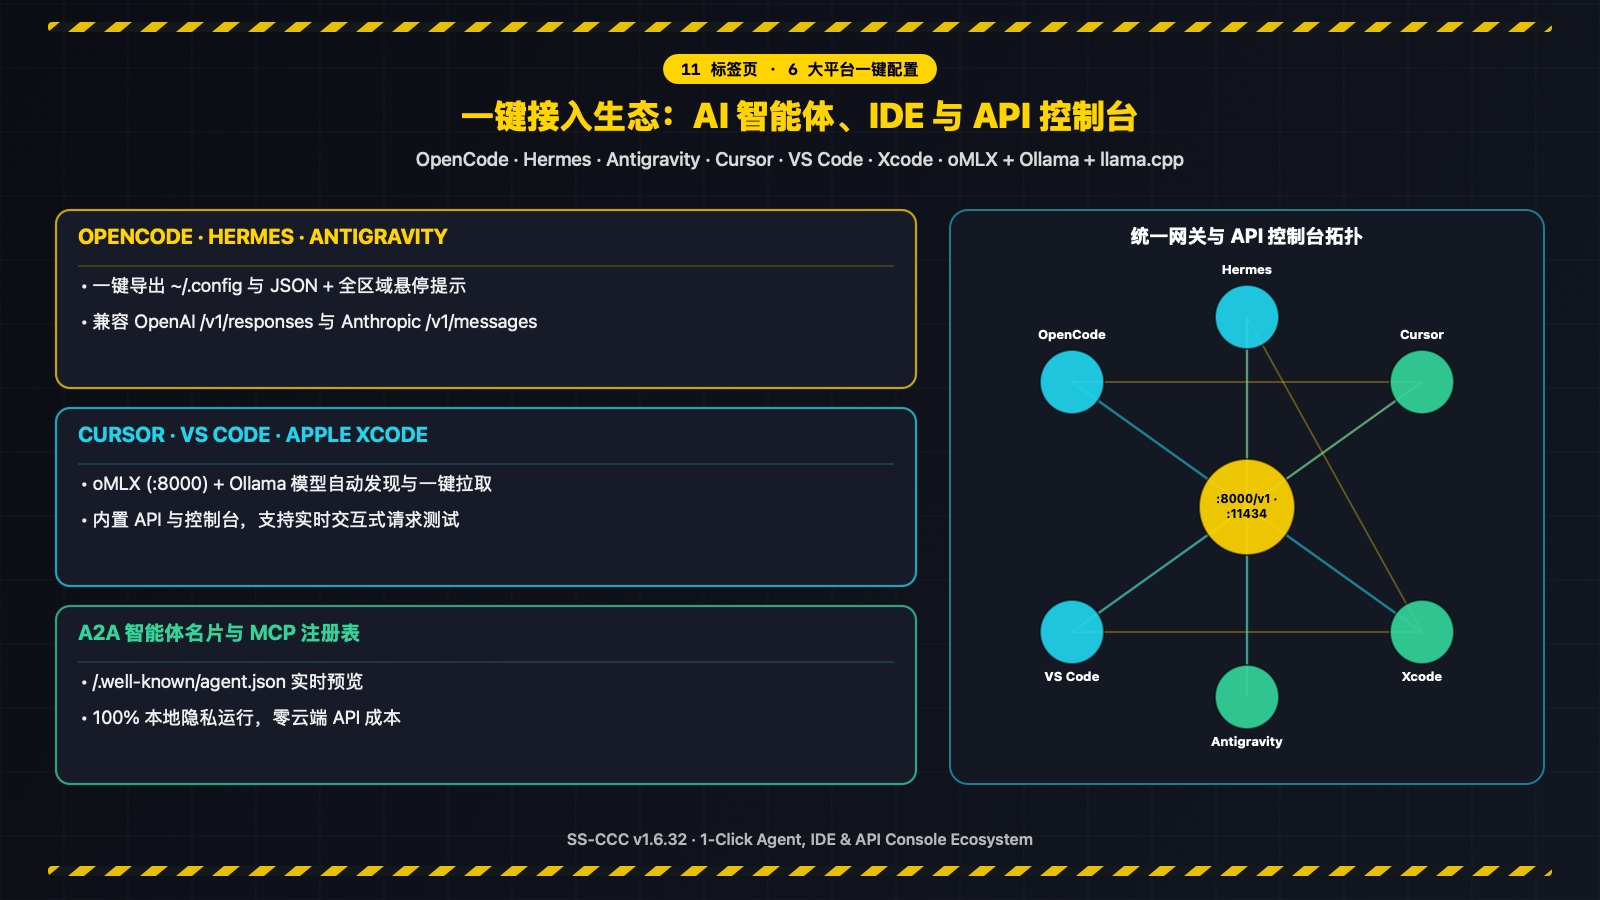 11 标签页 · 6 大平台一键配置
一键接入生态：AI 智能体、IDE 与 API 控制台
OpenCode · Hermes · Antigravity · Cursor · VS Code · Xcode · oMLX + Ollama + llama.cpp
OPENCODE · HERMES · ANTIGRAVITY
• 一键导出 ~/.config 与 JSON + 全区域悬停提示
• 兼容 OpenAI /v1/responses 与 Anthropic /v1/messages
CURSOR · VS CODE · APPLE XCODE
• oMLX (:8000) + Ollama 模型自动发现与一键拉取
• 内置 API 与控制台，支持实时交互式请求测试
A2A 智能体名片与 MCP 注册表
• /.well-known/agent.json 实时预览
• 100% 本地隐私运行，零云端 API 成本
统一网关与 API 控制台拓扑
Hermes
OpenCode
Cursor
:8000/v1 ·
:11434
VS Code
Xcode
Antigravity
SS-CCC v1.6.32 · 1-Click Agent, IDE & API Console Ecosystem